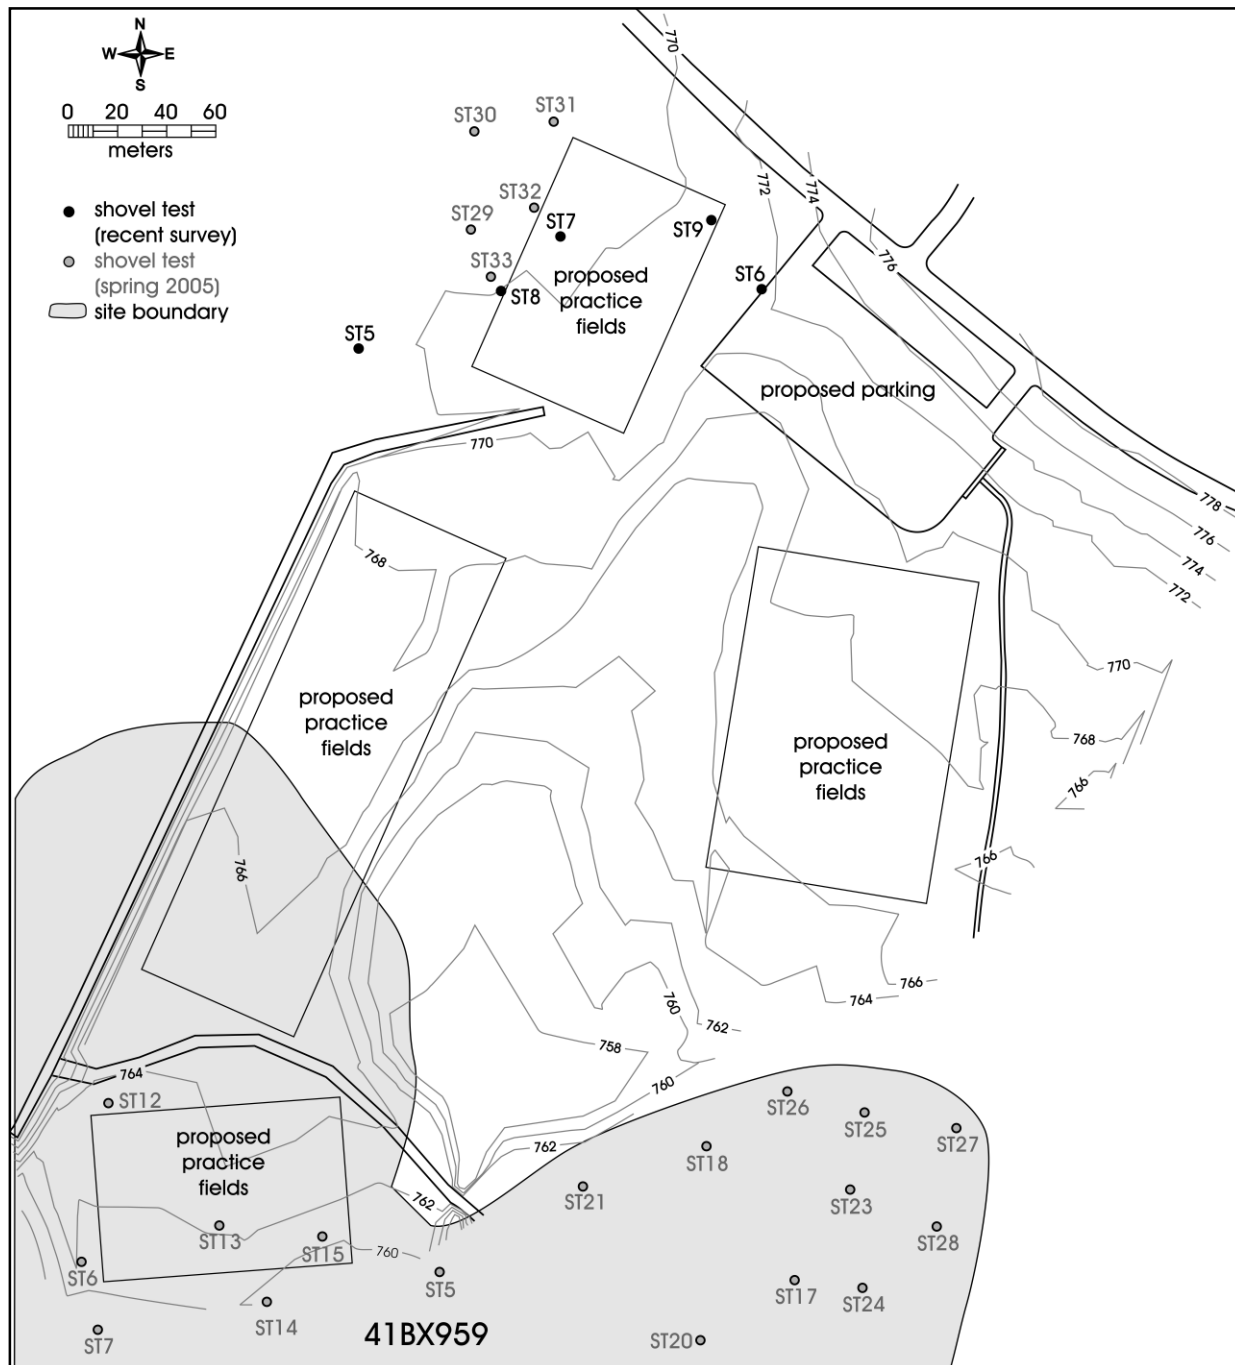 N
W E
S
0 20 40 60
meters
shovel test
(recent survey)
shovel test
(spring 2005)
site boundary
770
772
774
776
ST30
ST31
ST32
ST29
ST33
ST7
ST9
ST8
ST6
ST5
proposed
practice
fields
proposed parking
770
778
776
774
772
768
770
768
766
766
proposed
practice
fields
proposed
practice
fields
766
766
764
760
762
758
760
762
764
ST12
proposed
practice
fields
762
ST13
ST15
760
ST6
ST7
ST14
ST5
ST26
ST25
ST27
ST18
ST21
ST23
ST28
ST17
ST24
ST20
41BX959